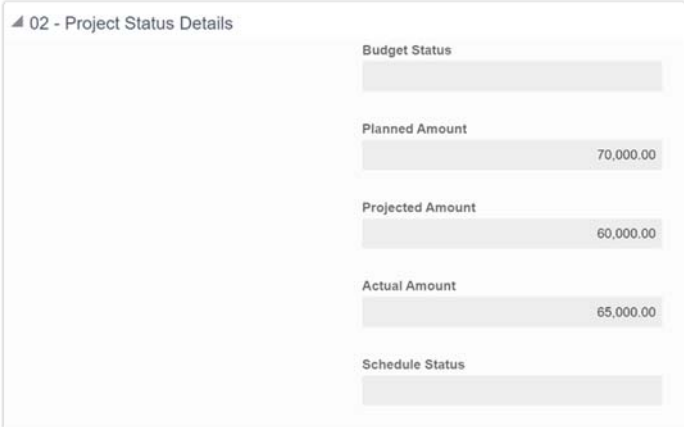 02 - Project Status Details
Budget Status
Planned Amount
70,000.00
Projected Amount
60,000.00
Actual Amount
65,000.00
Schedule Status